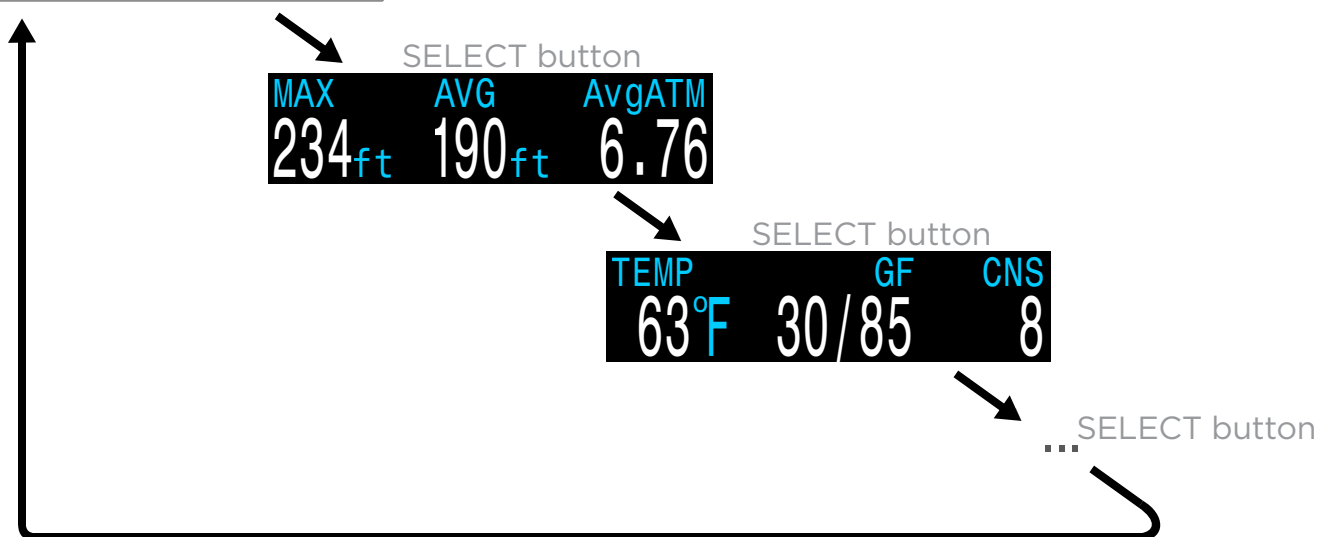 SELECT button
MAX AVG AvgATM
234ft 190ft 6.76
SELECT button
TEMP GF CNS
63°F 30/85 8
SELECT button
...